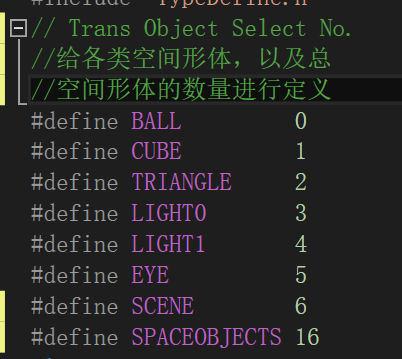 #include "TypeDefine.h"
// Trans Object Select No.
//给各类空间形体，以及总
//空间形体的数量进行定义
#define BALL 0
#define CUBE 1
#define TRIANGLE 2
#define LIGHT0 3
#define LIGHT1 4
#define EYE 5
#define SCENE 6
#define SPACEOBJECTS 16